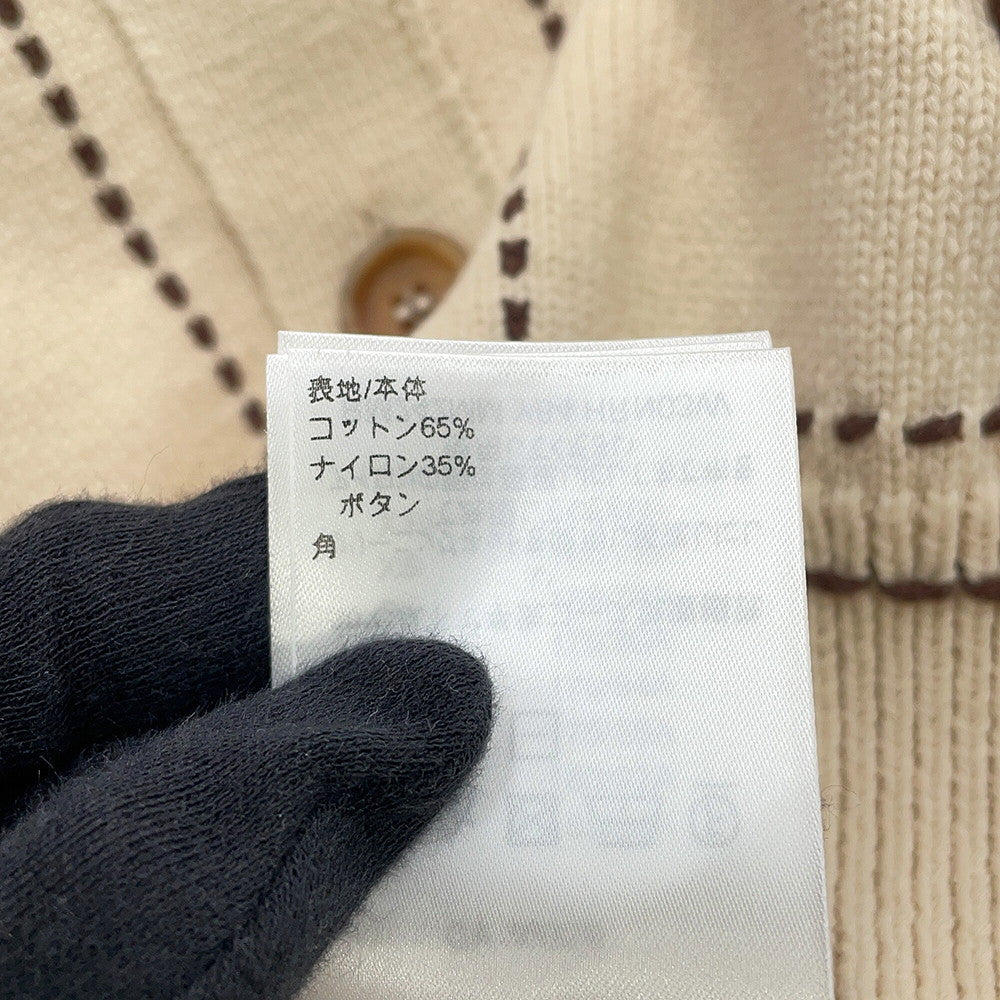 表地/本体
コットン65%
ナイロン35%
ボタン
角